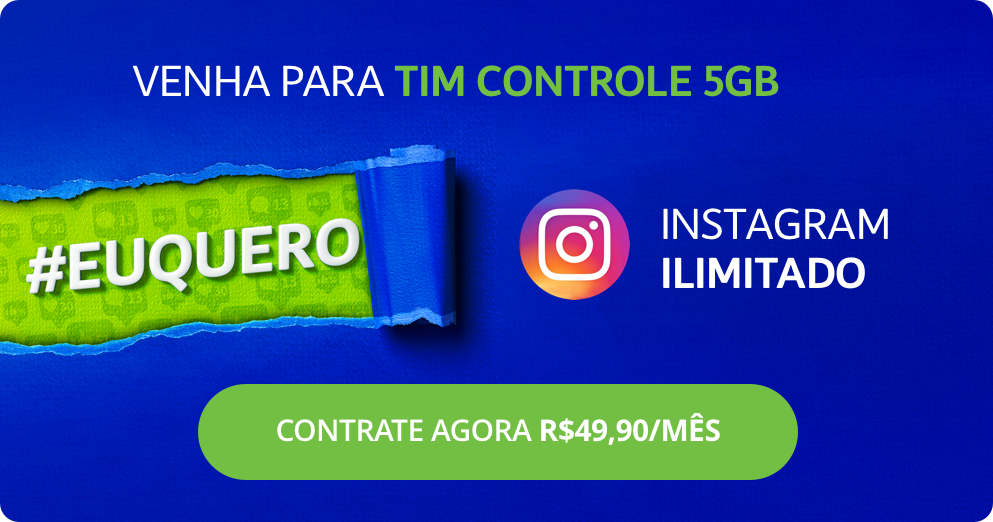 VENHA PARA TIM CONTROLE 5GB
#EUQUERO
INSTAGRAM
ILIMITADO
CONTRATE AGORA R$49,90/MÊS